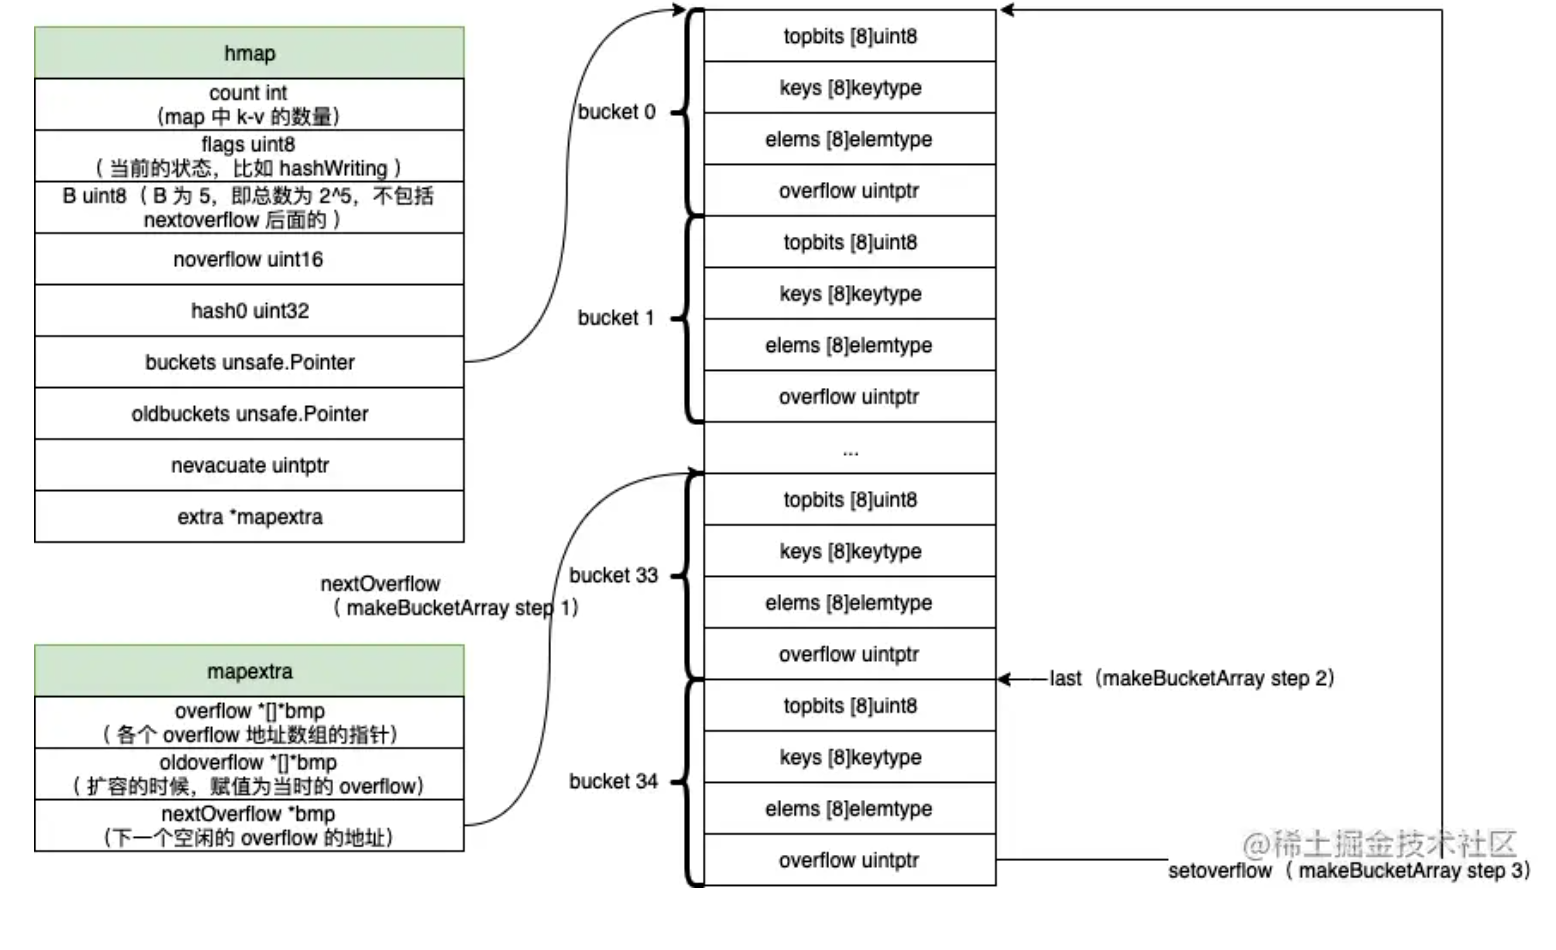 hmap
count int
(map 中 k-v 的数量)
flags uint8
( 当前的状态，比如 hashWriting )
B uint8（ B 为 5，即总数为 2^5，不包括
nextoverflow 后面的 ）
noverflow uint16
hash0 uint32
buckets unsafe.Pointer
oldbuckets unsafe.Pointer
nevacuate uintptr
extra *mapextra
nextOverflow
（ makeBucketArray step 1）
mapextra
overflow *[]*bmp
（ 各个 overflow 地址数组的指针）
oldoverflow *[]*bmp
（ 扩容的时候，赋值为当时的 overflow）
nextOverflow *bmp
（下一个空闲的 overflow 的地址）
bucket 0
topbits [8]uint8
keys [8]keytype
elems [8]elemtype
overflow uintptr
bucket 1
topbits [8]uint8
keys [8]keytype
elems [8]elemtype
overflow uintptr
...
bucket 33
topbits [8]uint8
keys [8]keytype
elems [8]elemtype
overflow uintptr
last（makeBucketArray step 2）
bucket 34
topbits [8]uint8
keys [8]keytype
elems [8]elemtype
overflow uintptr
@稀土掘金技术社区
setoverflow（ makeBucketArray step 3）